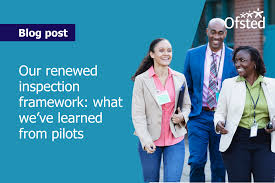 Blog post
Ofsted
Our renewed
inspection
framework: what
we've learned
from pilots